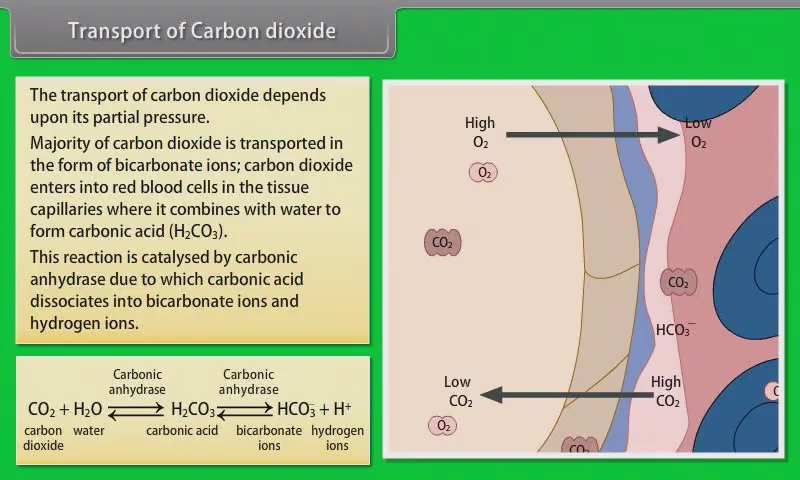 Transport of Carbon dioxide
The transport of carbon dioxide depends
upon its partial pressure.
Majority of carbon dioxide is transported in
the form of bicarbonate ions; carbon dioxide
enters into red blood cells in the tissue
capillaries where it combines with water to
form carbonic acid (H₂CO₃).
This reaction is catalysed by carbonic
anhydrase due to which carbonic acid
dissociates into bicarbonate ions and
hydrogen ions.
Carbonic anhydrase Carbonic anhydrase
CO₂ + H₂O ⇌ H₂CO₃ ⇌ HCO₃⁻ + H⁺
carbon dioxide water carbonic acid bicarbonate ions hydrogen ions
High O₂
Low O₂
O₂
CO₂
CO₂
HCO₃⁻
Low CO₂
High CO₂
O₂
CO₂